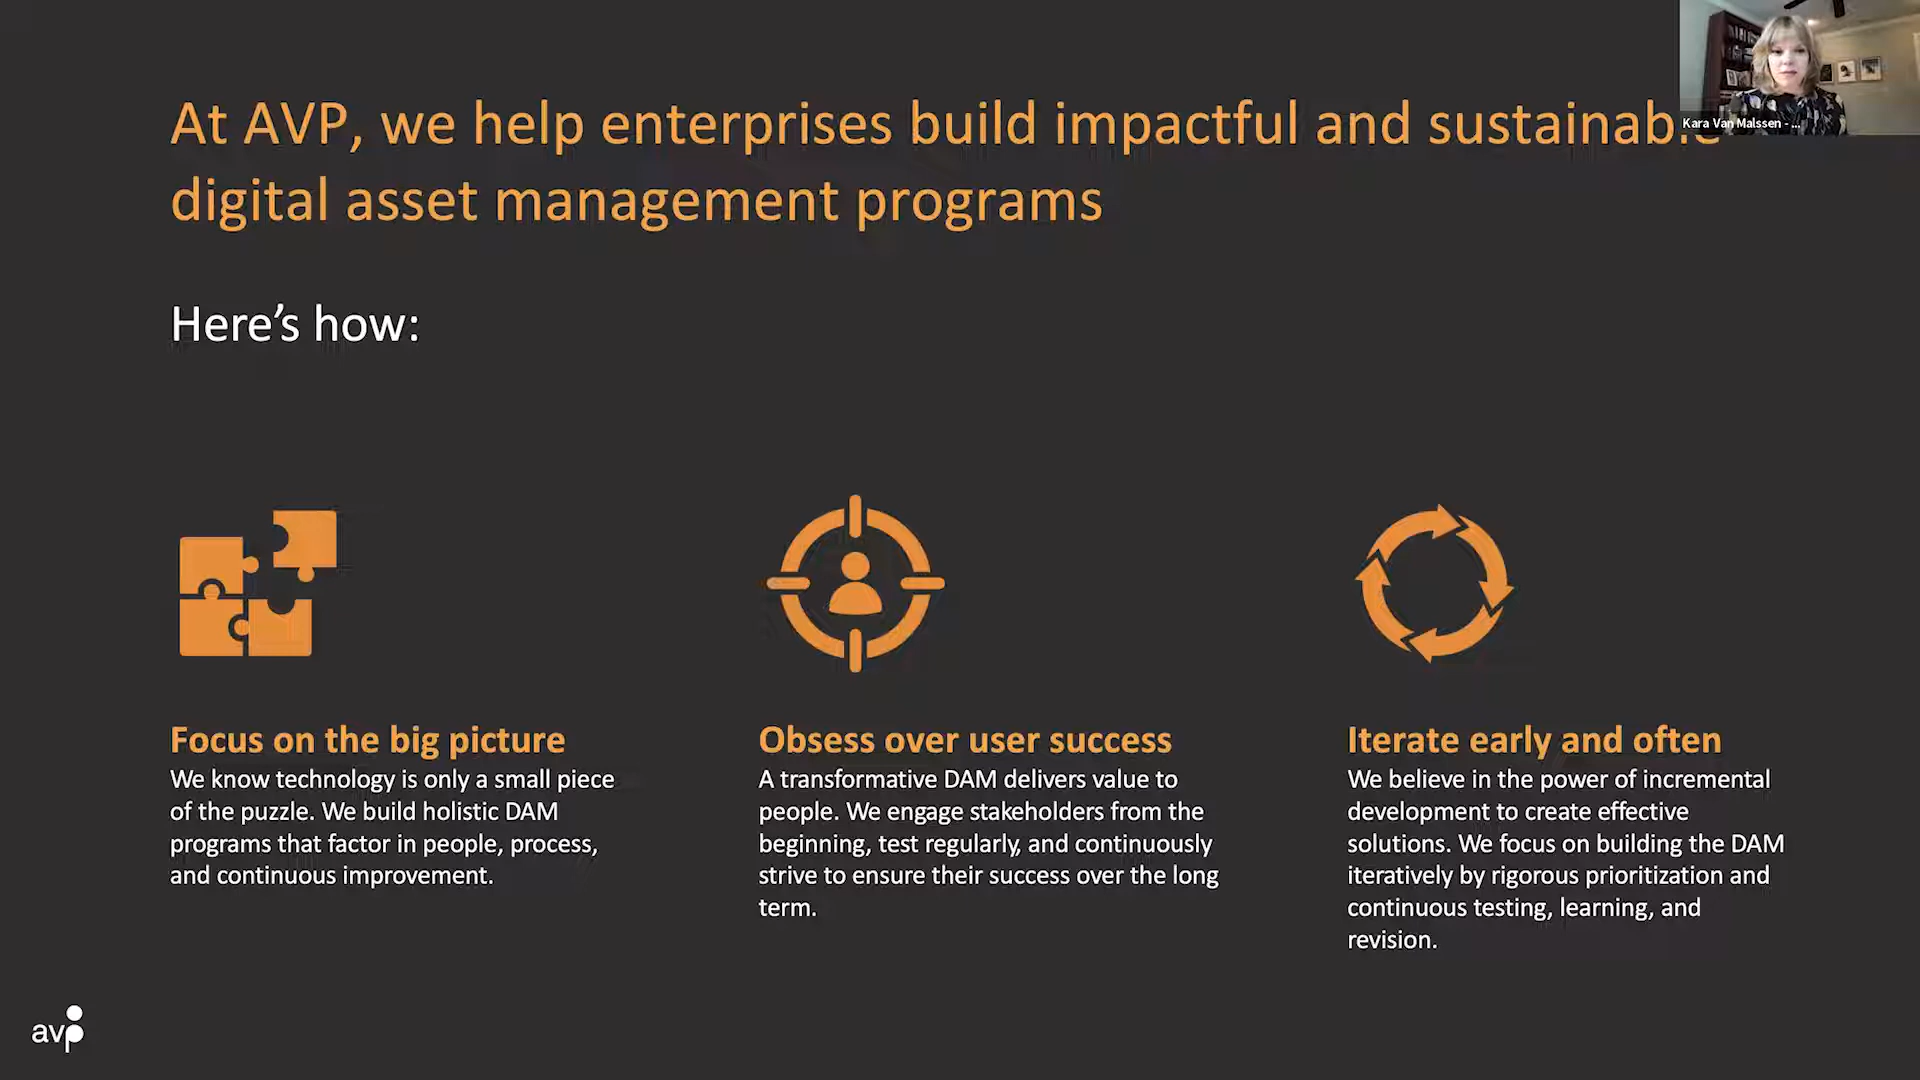 At AVP, we help enterprises build impactful and sustainable
Kara Van Malssen - ...
digital asset management programs
Here's how:
Focus on the big picture
We know technology is only a small piece
of the puzzle. We build holistic DAM
programs that factor in people, process,
and continuous improvement.
Obsess over user success
A transformative DAM delivers value to
people. We engage stakeholders from the
beginning, test regularly, and continuously
strive to ensure their success over the long
term.
Iterate early and often
We believe in the power of incremental
development to create effective
solutions. We focus on building the DAM
iteratively by rigorous prioritization and
continuous testing, learning, and
revision.
avp